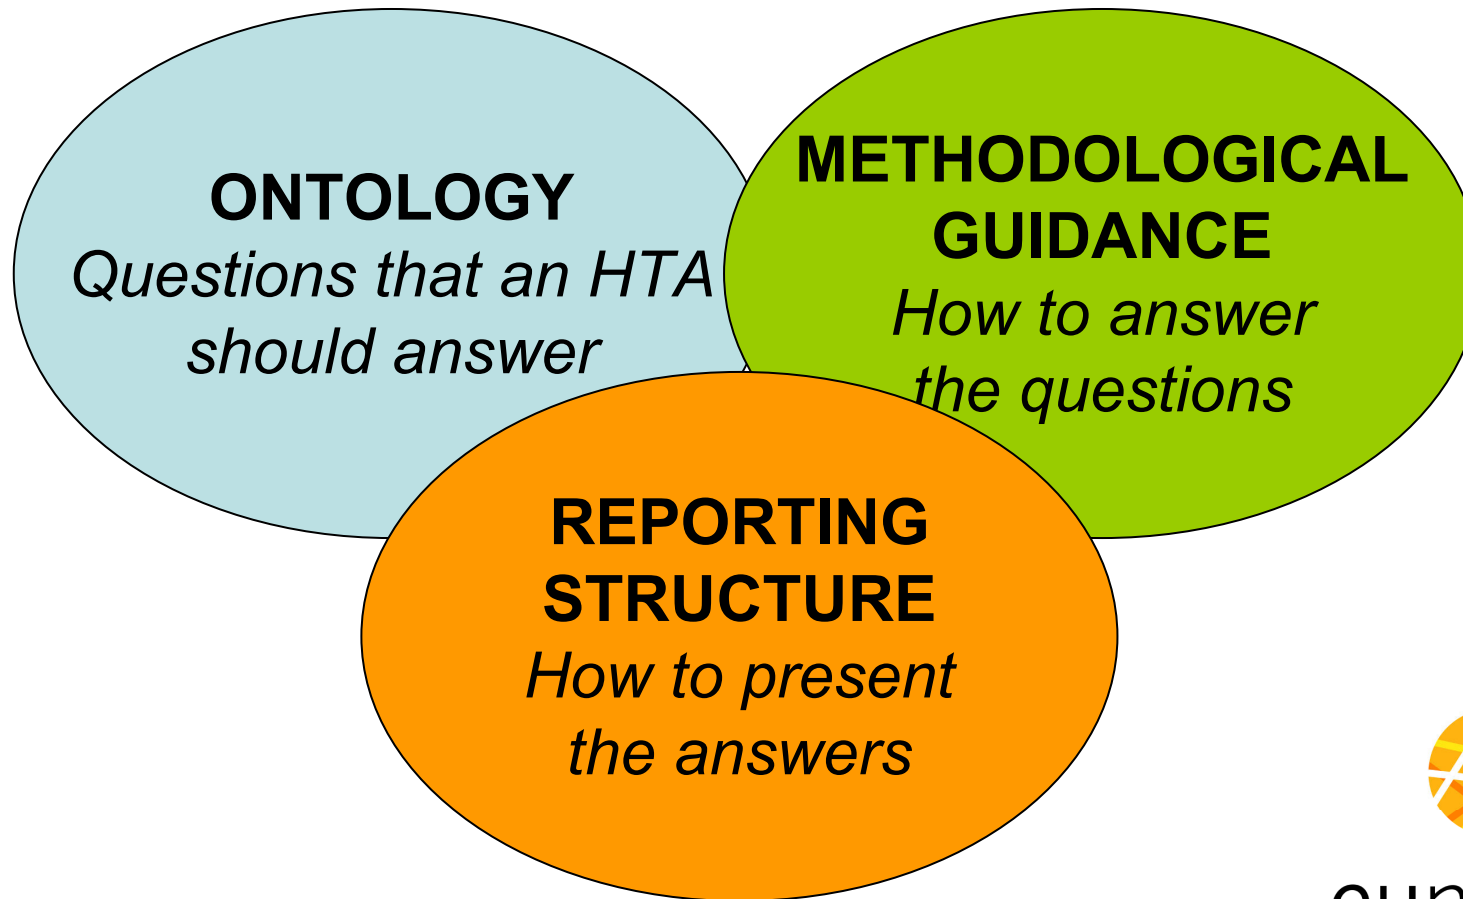 ONTOLOGY
Questions that an HTA
should answer
METHODOLOGICAL
GUIDANCE
How to answer
the questions
REPORTING
STRUCTURE
How to present
the answers